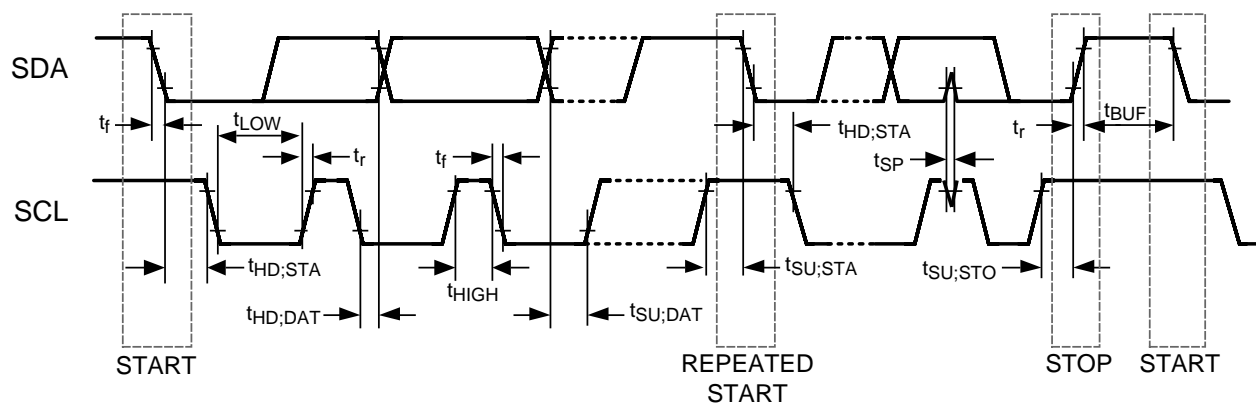 SDA
t_f
t_LOW
t_r
t_f
t_HD;STA
t_SP
t_r
t_BUF
SCL
t_HD;STA
t_HD;DAT
t_HIGH
t_SU;DAT
t_SU;STA
t_SU;STO
START
REPEATED
START
STOP
START